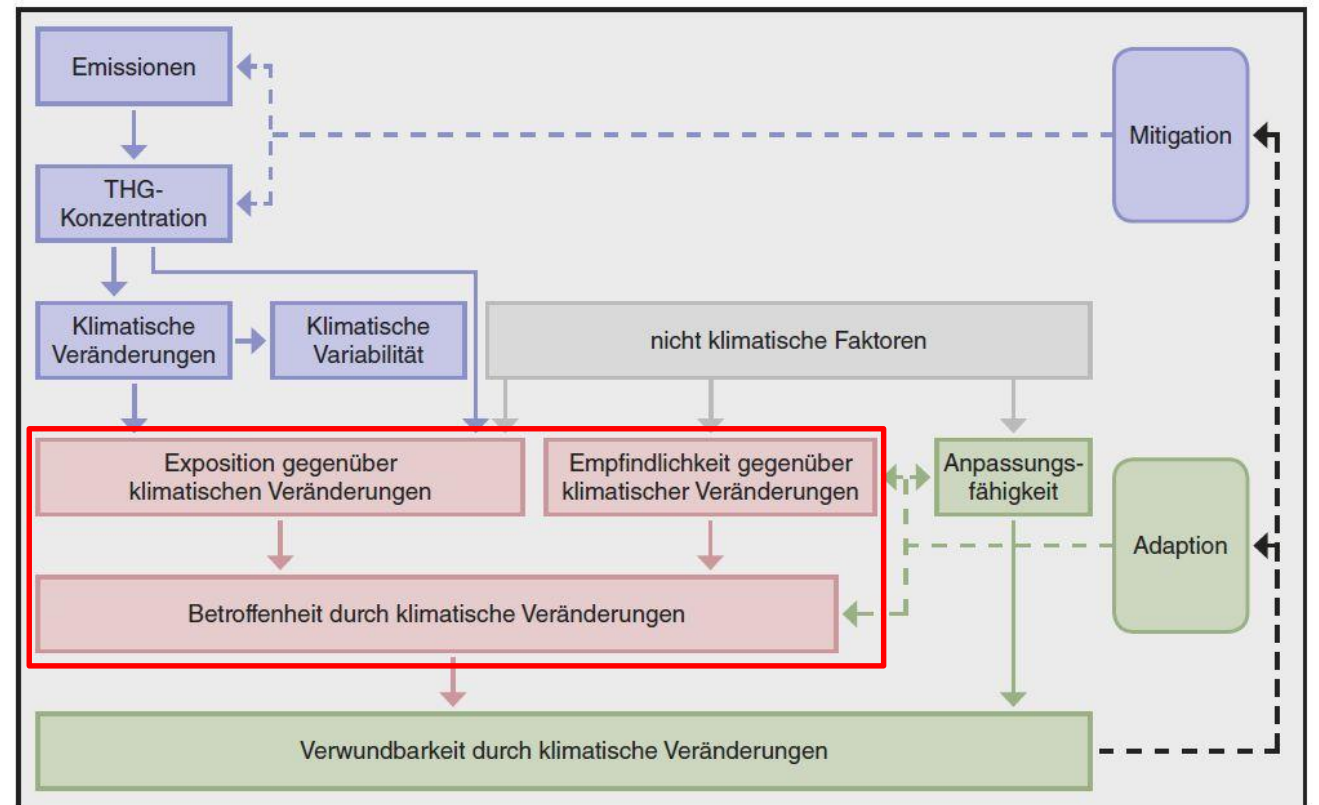 Emissionen
Mitigation
THG-
Konzentration
Klimatische
Veränderungen
Klimatische
Variabilität
nicht klimatische Faktoren
Exposition gegenüber
klimatischen Veränderungen
Empfindlichkeit gegenüber
klimatischer Veränderungen
Anpassungs-
fähigkeit
Adaption
Betroffenheit durch klimatische Veränderungen
Verwundbarkeit durch klimatische Veränderungen